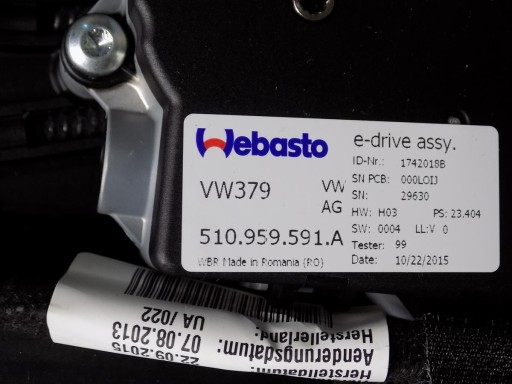 Webasto
e-drive assy.
ID-Nr.: 1742018B
SN PCB: 000LOIJ
VW379 VW AG
SN: 29630
HW: H03 PS: 23.404
510.959.591.A
SW: 0004 LL:V 0
Tester: 99
WBR Made in Romania (RO)
Date: 10/22/2015
Herstelldatum: 22.09.2015
Aenderungsdatum: 07.08.2013
Herstellerland: UA /022